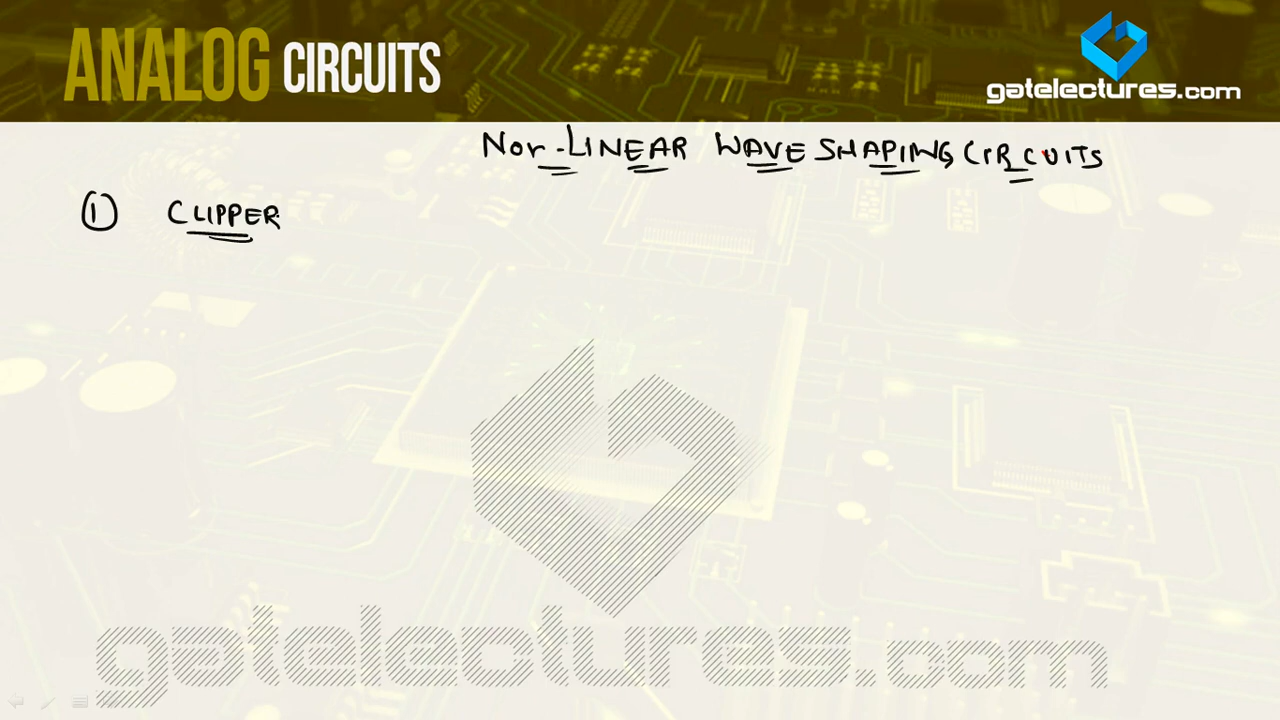 ANALOG CIRCUITS
gatelectures.com
NON-LINEAR WAVE SHAPING CIRCUITS
① CLIPPER
gatelectures.com